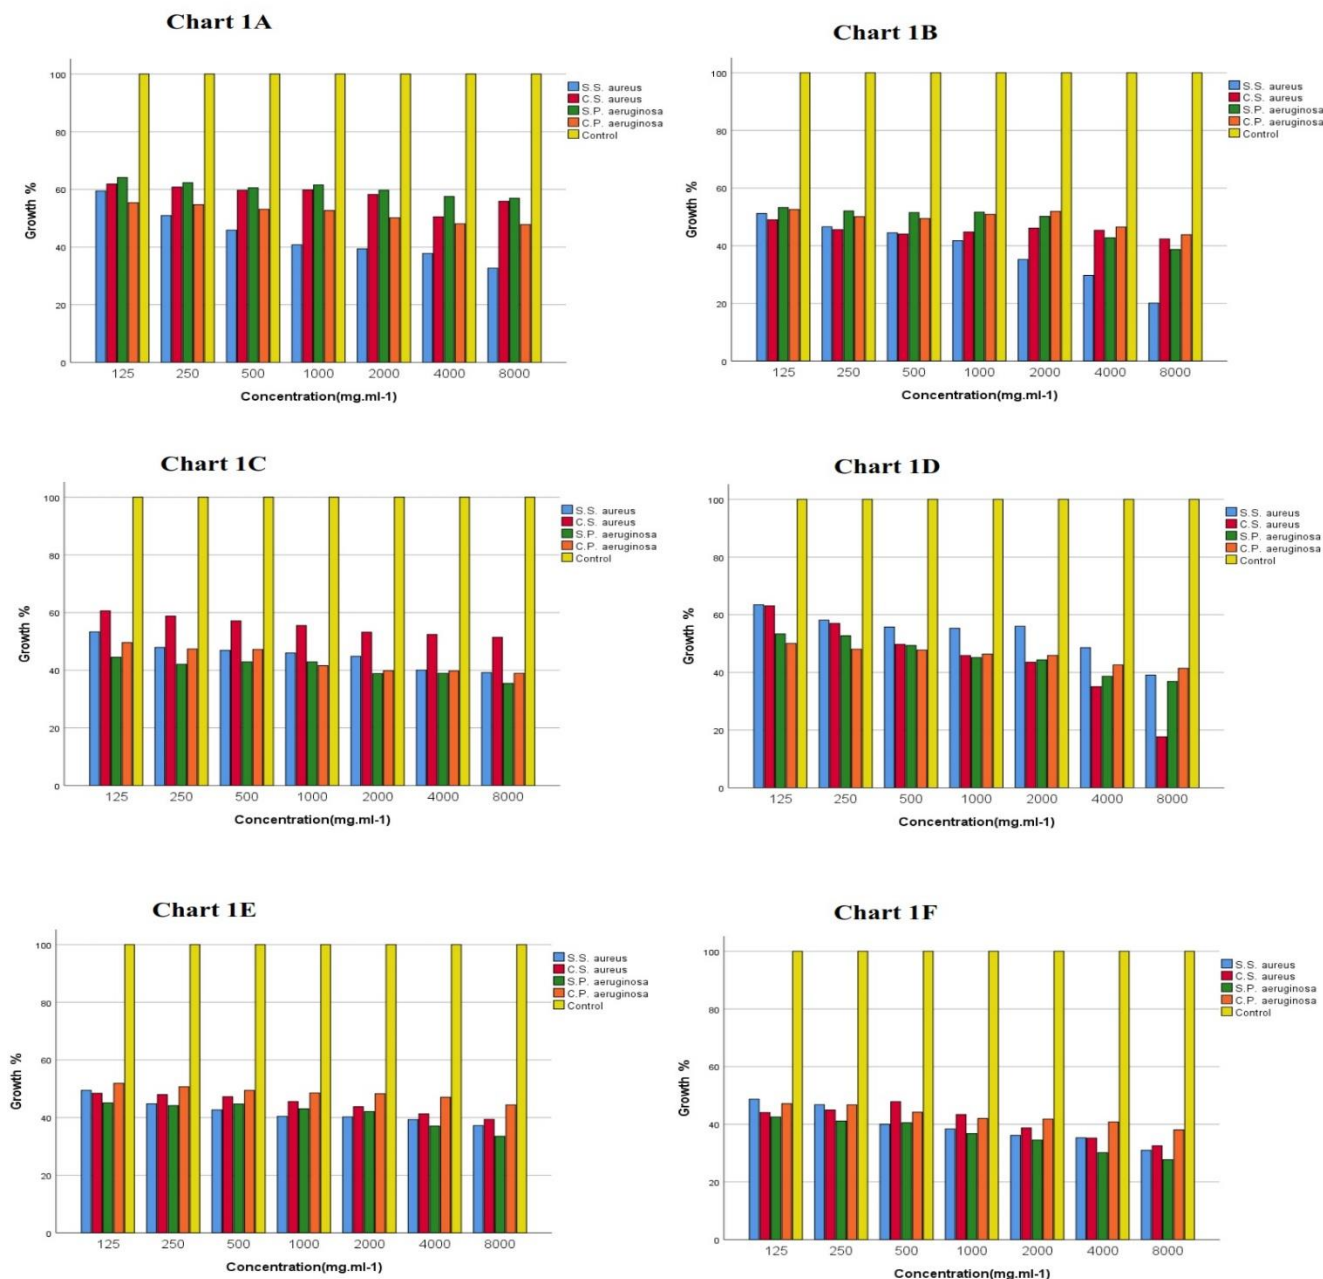 Chart 1A
100
80
60
40
20
0
Growth %
125 250 500 1000 2000 4000 8000
Concentration(mg.ml-1)
S.S. aureus
C.S. aureus
S.P. aeruginosa
C.P. aeruginosa
Control
Chart 1B
100
80
60
40
20
0
Growth %
125 250 500 1000 2000 4000 8000
Concentration(mg.ml-1)
S.S. aureus
C.S. aureus
S.P. aeruginosa
C.P. aeruginosa
Control
Chart 1C
100
80
60
40
20
0
Growth %
125 250 500 1000 2000 4000 8000
Concentration(mg.ml-1)
S.S. aureus
C.S. aureus
S.P. aeruginosa
C.P. aeruginosa
Control
Chart 1D
100
80
60
40
20
0
Growth %
125 250 500 1000 2000 4000 8000
Concentration(mg.ml-1)
S.S. aureus
C.S. aureus
S.P. aeruginosa
C.P. aeruginosa
Control
Chart 1E
100
80
60
40
20
0
Growth %
125 250 500 1000 2000 4000 8000
Concentration(mg.ml-1)
S.S. aureus
C.S. aureus
S.P. aeruginosa
C.P. aeruginosa
Control
Chart 1F
100
80
60
40
20
0
Growth %
125 250 500 1000 2000 4000 8000
Concentration(mg.ml-1)
S.S. aureus
C.S. aureus
S.P. aeruginosa
C.P. aeruginosa
Control